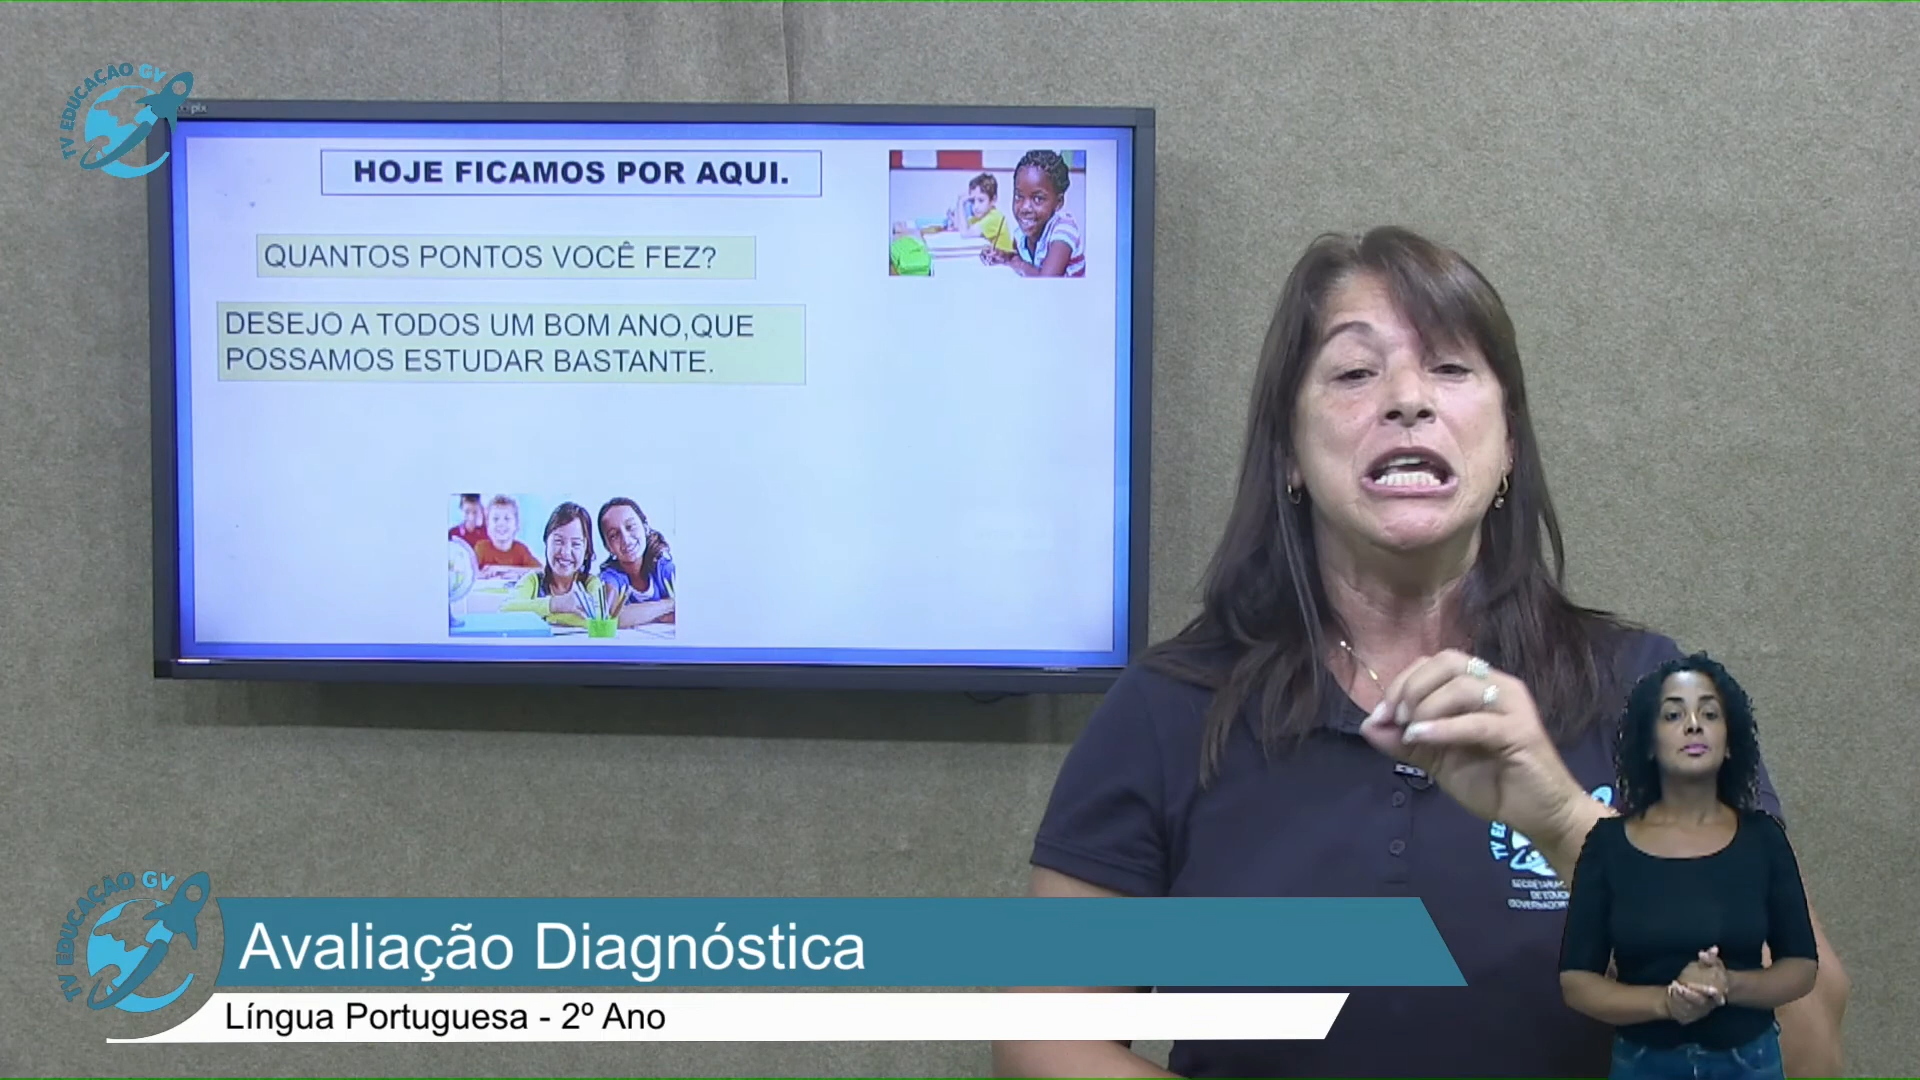 TV EDUCAÇÃO GV
pix
HOJE FICAMOS POR AQUI.
QUANTOS PONTOS VOCÊ FEZ?
DESEJO A TODOS UM BOM ANO,QUE
POSSAMOS ESTUDAR BASTANTE.
TV EDUCAÇÃO GV
Avaliação Diagnóstica
Língua Portuguesa - 2º Ano